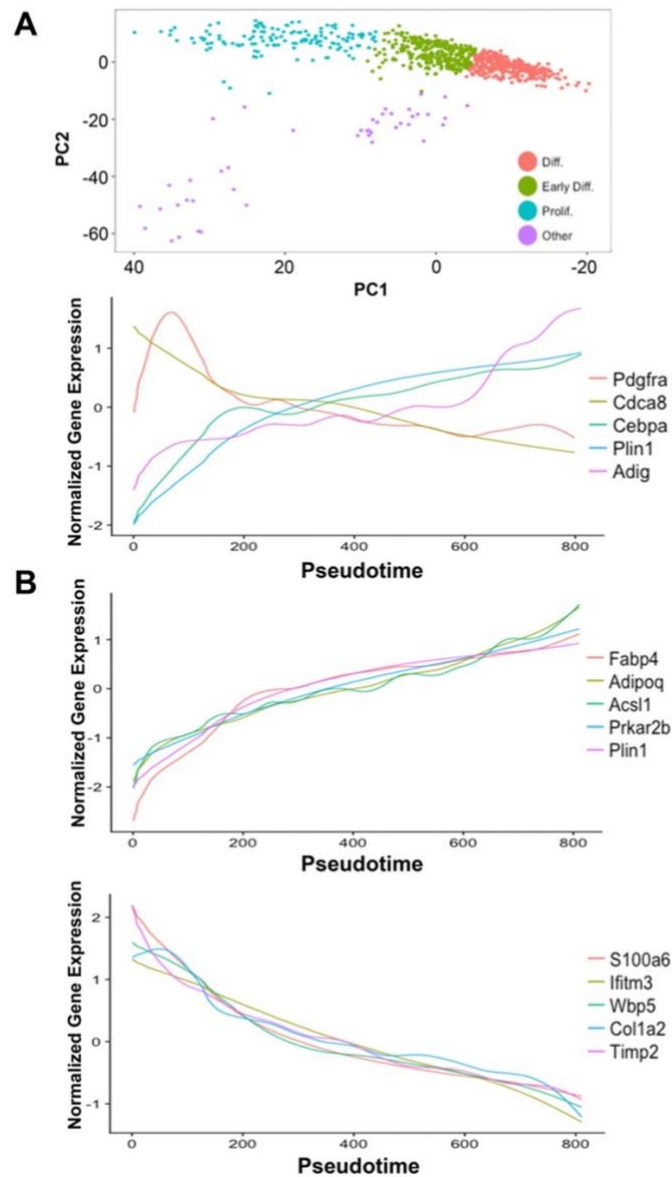 A
0
-20
-40
-60
PC2
Diff.
Early Diff.
Prolif.
Other
40 20 0 -20
PC1
Normalized Gene Expression
1
0
-1
-2
Pdgfra
Cdca8
Cebpa
Plin1
Adig
0 200 400 600 800
Pseudotime
B
Normalized Gene Expression
1
0
-1
-2
Fabp4
Adipoq
Acsl1
Prkar2b
Plin1
0 200 400 600 800
Pseudotime
Normalized Gene Expression
2
1
0
-1
S100a6
Ifitm3
Wbp5
Col1a2
Timp2
0 200 400 600 800
Pseudotime